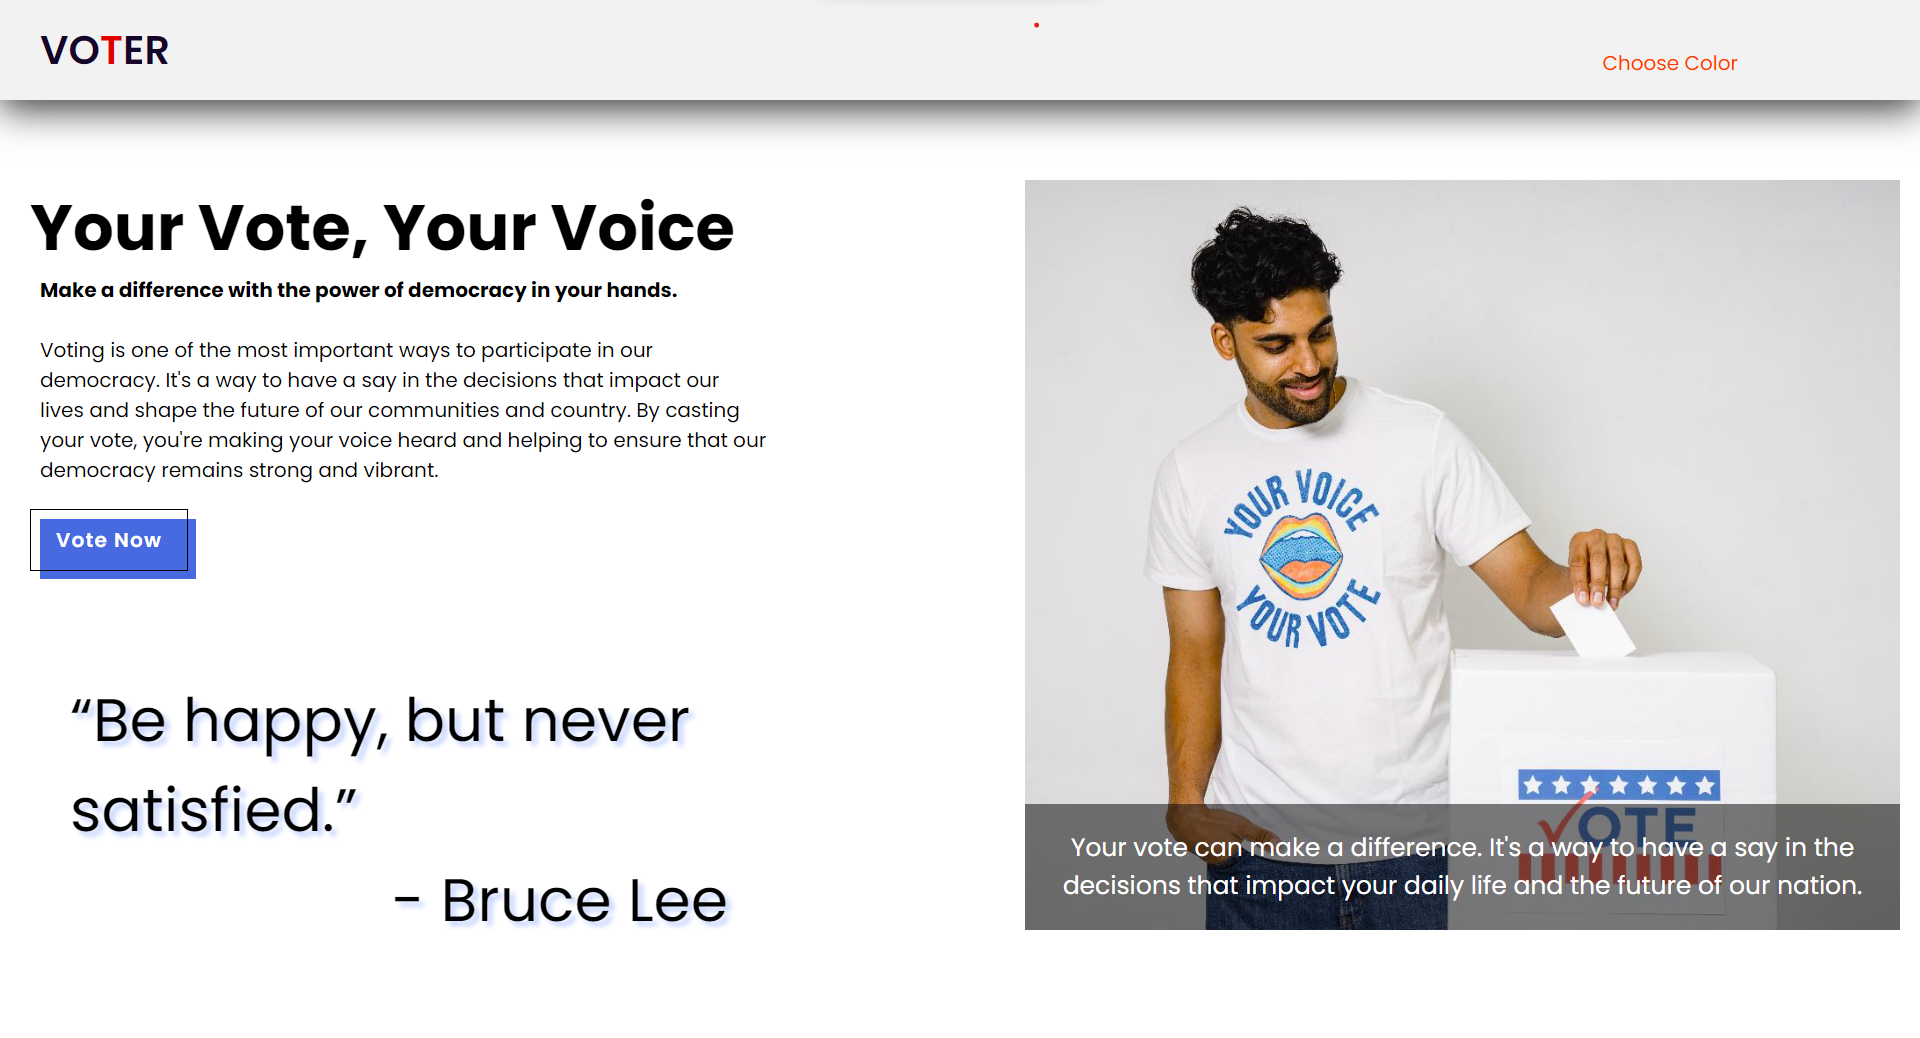 VOTER
Choose Color
Your Vote, Your Voice
Make a difference with the power of democracy in your hands.
Voting is one of the most important ways to participate in our
democracy. It's a way to have a say in the decisions that impact our
lives and shape the future of our communities and country. By casting
your vote, you're making your voice heard and helping to ensure that our
democracy remains strong and vibrant.
Vote Now
“Be happy, but never
satisfied.”
- Bruce Lee
YOUR VOICE
YOUR VOTE
VOTE
Your vote can make a difference. It's a way to have a say in the
decisions that impact your daily life and the future of our nation.